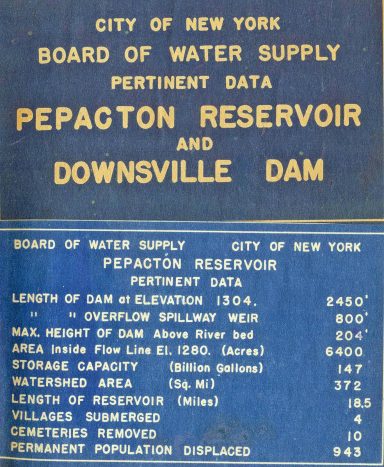 CITY OF NEW YORK
BOARD OF WATER SUPPLY
PERTINENT DATA
PEPACTON RESERVOIR
AND
DOWNSVILLE DAM
BOARD OF WATER SUPPLY CITY OF NEW YORK
PEPACTON RESERVOIR
PERTINENT DATA
LENGTH OF DAM at ELEVATION 1304. 2450'
" " OVERFLOW SPILLWAY WEIR 800'
MAX. HEIGHT OF DAM Above River bed 204'
AREA Inside Flow Line El. 1280. (Acres) 6400
STORAGE CAPACITY (Billion Gallons) 147
WATERSHED AREA (Sq. Mi) 372
LENGTH OF RESERVOIR (Miles) 18.5
VILLAGES SUBMERGED 4
CEMETERIES REMOVED 10
PERMANENT POPULATION DISPLACED 943